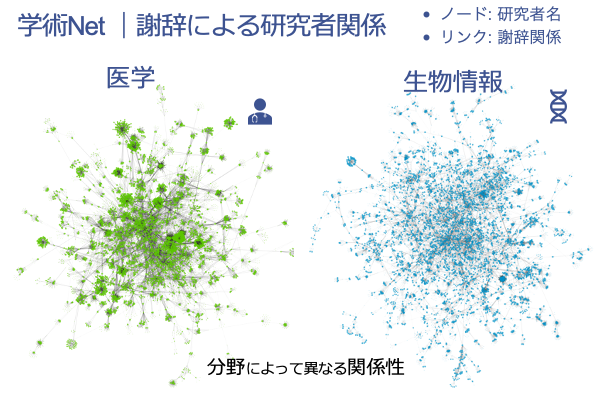 学術Net │謝辞による研究者関係
• ノード: 研究者名
• リンク: 謝辞関係
医学
生物情報
分野によって異なる関係性